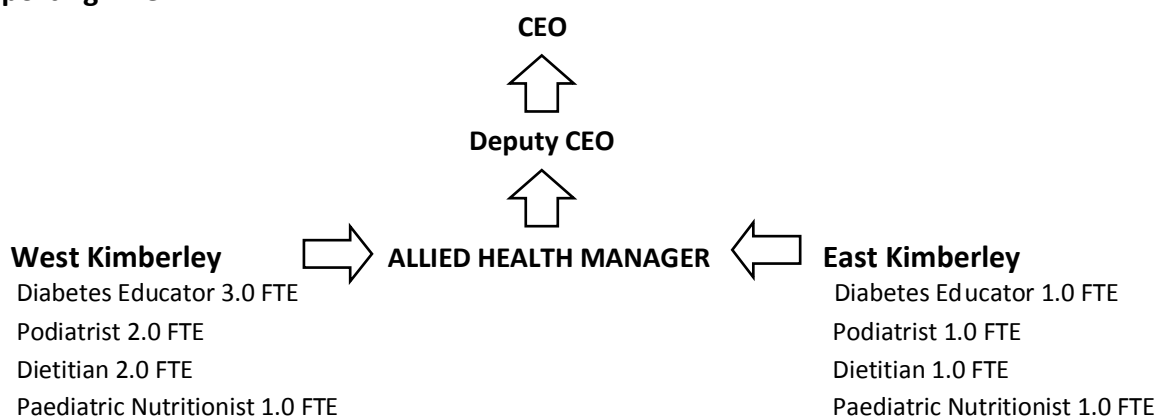 CEO
Deputy CEO
West Kimberley ALLIED HEALTH MANAGER East Kimberley
Diabetes Educator 3.0 FTE Diabetes Educator 1.0 FTE
Podiatrist 2.0 FTE Podiatrist 1.0 FTE
Dietitian 2.0 FTE Dietitian 1.0 FTE
Paediatric Nutritionist 1.0 FTE Paediatric Nutritionist 1.0 FTE